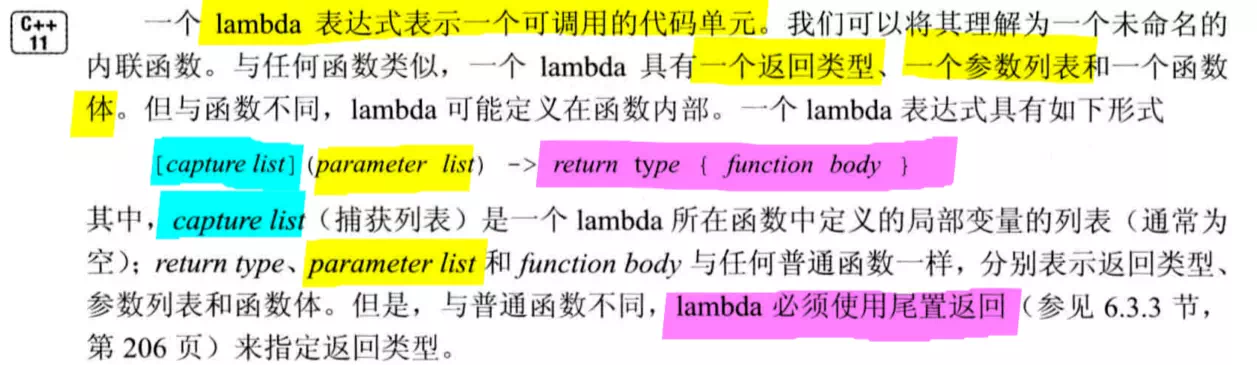 C++
11
一个 lambda 表达式表示一个可调用的代码单元。我们可以将其理解为一个未命名的
内联函数。与任何函数类似，一个 lambda 具有一个返回类型、一个参数列表和一个函数
体。但与函数不同，lambda 可能定义在函数内部。一个 lambda 表达式具有如下形式
[capture list](parameter list) -> return type { function body }
其中，capture list（捕获列表）是一个 lambda 所在函数中定义的局部变量的列表（通常为
空）；return type、parameter list 和 function body 与任何普通函数一样，分别表示返回类型、
参数列表和函数体。但是，与普通函数不同，lambda 必须使用尾置返回（参见 6.3.3 节，
第 206 页）来指定返回类型。